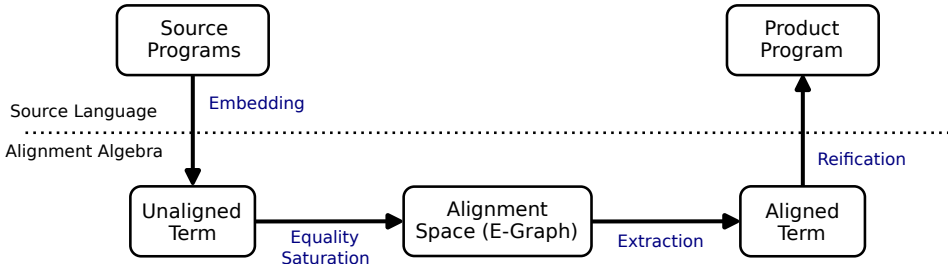 Source
Programs
Product
Program
Embedding
Source Language
Alignment Algebra
Reification
Unaligned
Term
Equality
Saturation
Alignment
Space (E-Graph)
Extraction
Aligned
Term